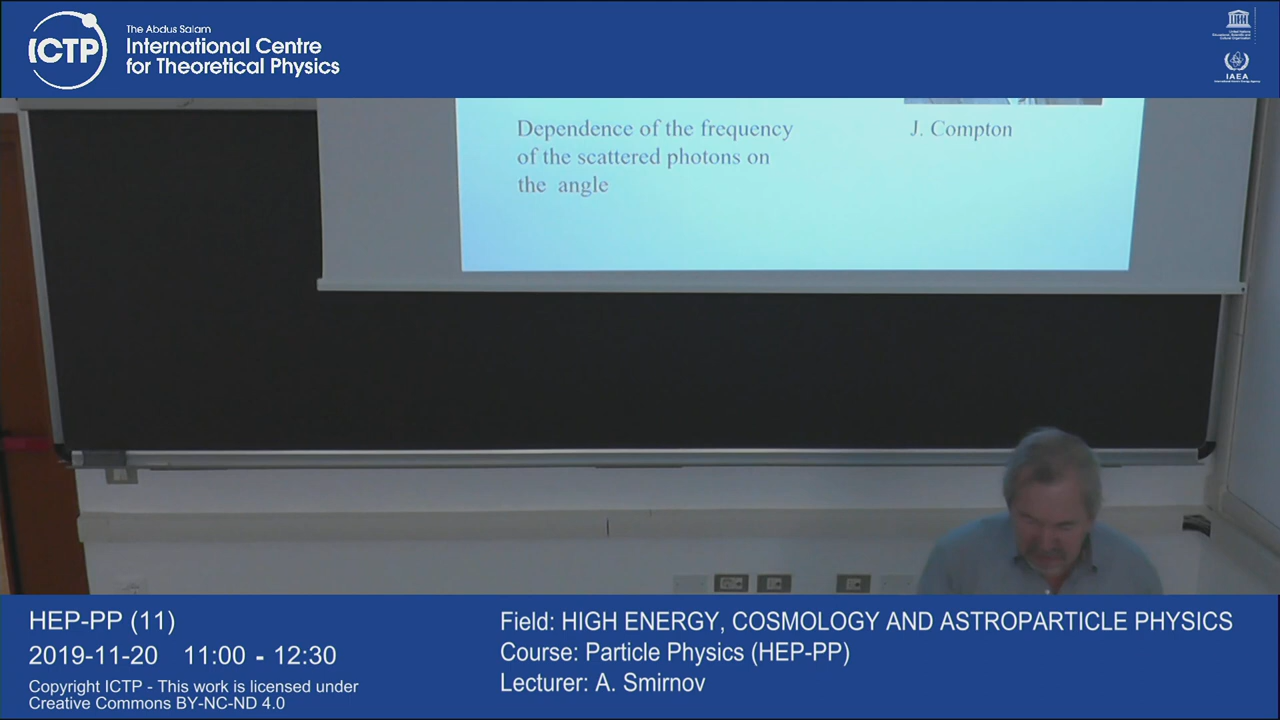 The Abdus Salam
International Centre
for Theoretical Physics
ICTP
IAEA
Dependence of the frequency
of the scattered photons on
the angle
J. Compton
HEP-PP (11)
2019-11-20 11:00 - 12:30
Copyright ICTP - This work is licensed under
Creative Commons BY-NC-ND 4.0
Field: HIGH ENERGY, COSMOLOGY AND ASTROPARTICLE PHYSICS
Course: Particle Physics (HEP-PP)
Lecturer: A. Smirnov